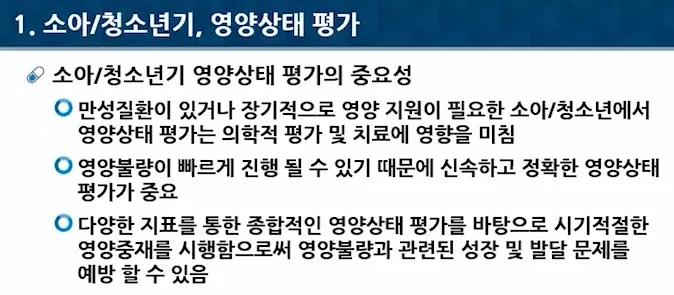 1. 소아/청소년기, 영양상태 평가
소아/청소년기 영양상태 평가의 중요성
만성질환이 있거나 장기적으로 영양 지원이 필요한 소아/청소년에서
영양상태 평가는 의학적 평가 및 치료에 영향을 미침
영양불량이 빠르게 진행 될 수 있기 때문에 신속하고 정확한 영양상태
평가가 중요
다양한 지표를 통한 종합적인 영양상태 평가를 바탕으로 시기적절한
영양중재를 시행함으로써 영양불량과 관련된 성장 및 발달 문제를
예방 할 수 있음